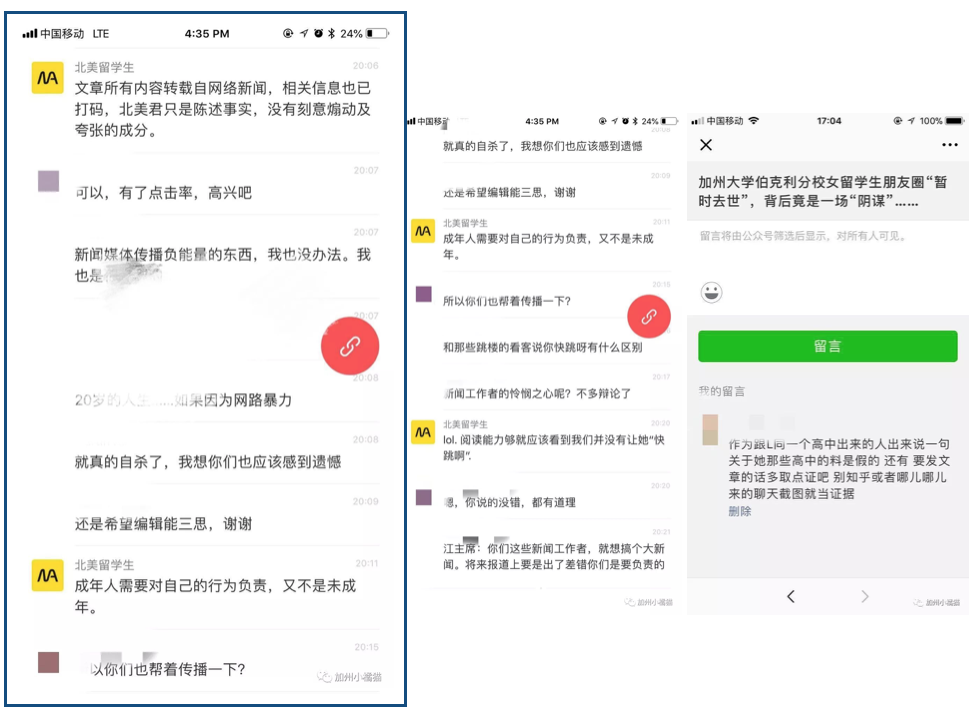 中国移动 LTE 4:35 PM 24%
北美留学生 20:06
文章所有内容转载自网络新闻，相关信息也已
打码，北美君只是陈述事实，没有刻意煽动及
夸张的成分。
20:07
可以，有了点击率，高兴吧
20:07
新闻媒体传播负能量的东西，我也没办法。我
也是
20:07
20:08
20岁的人生......如果因为网路暴力
20:08
就真的自杀了，我想你们也应该感到遗憾
20:09
还是希望编辑能三思，谢谢
北美留学生 20:11
成年人需要对自己的行为负责，又不是未成
年。
20:15
以你们也帮着传播一下?
加州小嘴猫
中国移动 4:35 PM 24%
20:08
就真的自杀了，我想你们也应该感到遗憾
20:09
还是希望编辑能三思，谢谢
北美留学生 20:11
成年人需要对自己的行为负责，又不是未成
年。
20:15
所以你们也帮着传播一下?
和那些跳楼的看客说你快跳呀有什么区别
20:17
新闻工作者的怜悯之心呢？不多辩论了
北美留学生 20:20
lol. 阅读能力够就应该看到我们并没有让她“快
跳啊”.
20:20
嗯，你说的没错，都有道理
20:21
江主席：你们这些新闻工作者，就想搞个大新
闻。将来报道上要是出了差错你们是要负责的
加州小嘴猫
中国移动 17:04 100%
加州大学伯克利分校女留学生朋友圈“暂
时去世”，背后竟是一场“阴谋”……
留言将由公众号筛选后显示，对所有人可见。
留言
我的留言
作为跟L同一个高中出来的人出来说一句
关于她那些高中的料是假的 还有 要发文
章的话多取点证吧 别知乎或者哪儿哪儿
来的聊天截图就当证据
删除
加州小嘴猫